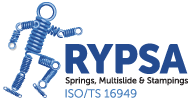 RYPSA
Springs, Multislide & Stampings
ISO/TS 16949